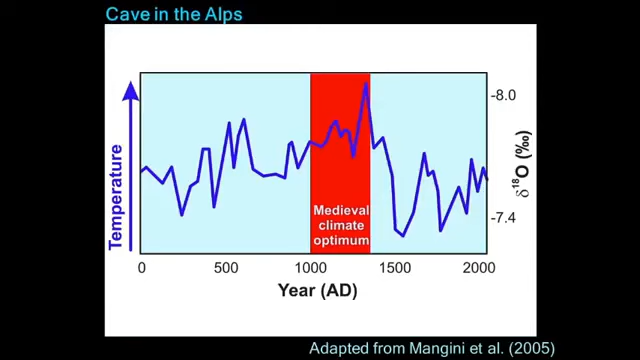 Cave in the Alps
Temperature
-8.0
-7.4
δ18O (‰)
Medieval
climate
optimum
0 500 1000 1500 2000
Year (AD)
Adapted from Mangini et al. (2005)